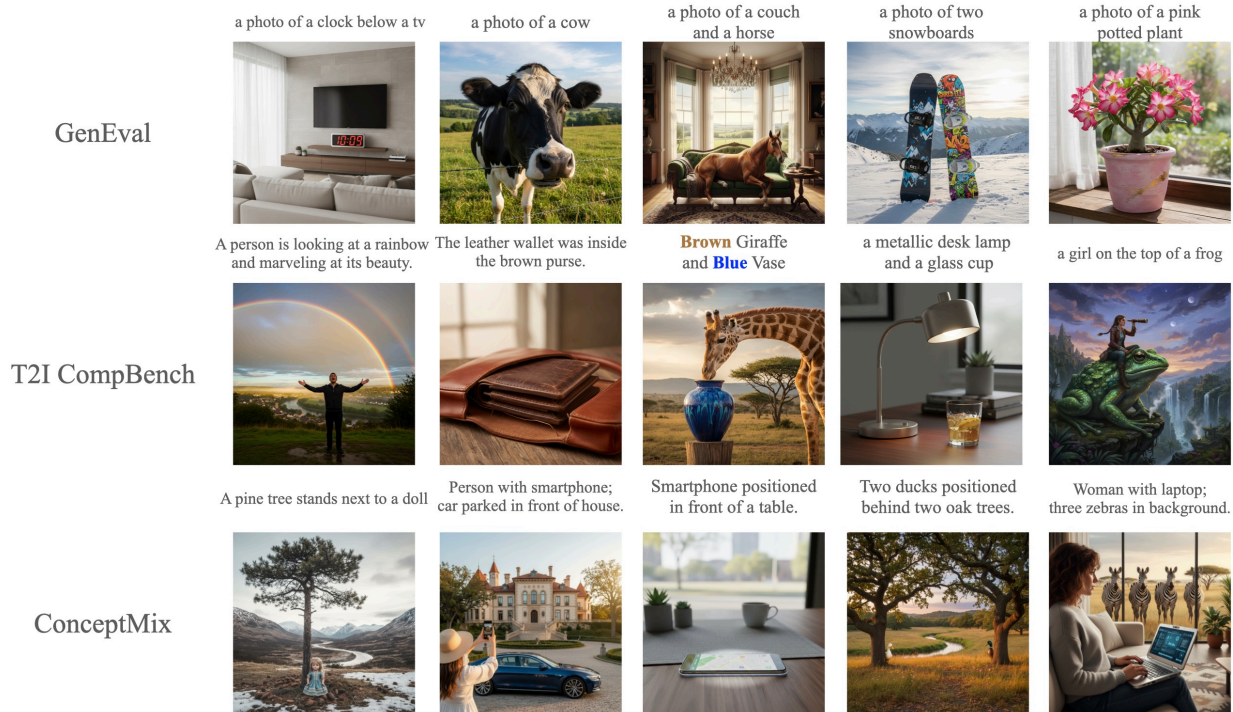 a photo of a clock below a tv
a photo of a cow
a photo of a couch
and a horse
a photo of two
snowboards
a photo of a pink
potted plant
GenEval
10:09
A person is looking at a rainbow
and marveling at its beauty.
The leather wallet was inside
the brown purse.
Brown Giraffe
and Blue Vase
a metallic desk lamp
and a glass cup
a girl on the top of a frog
T2I CompBench
A pine tree stands next to a doll
Person with smartphone;
car parked in front of house.
Smartphone positioned
in front of a table.
Two ducks positioned
behind two oak trees.
Woman with laptop;
three zebras in background.
ConceptMix